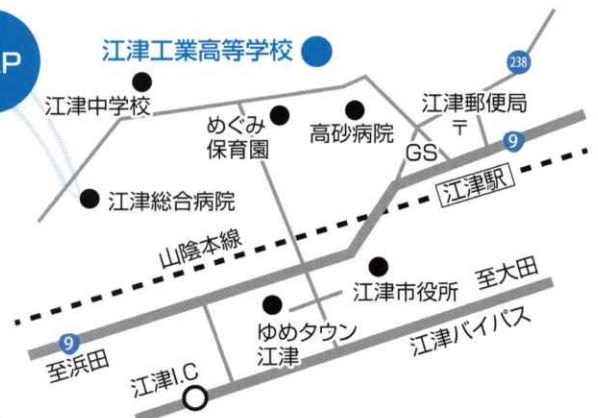 P
江津工業高等学校
238
江津中学校
めぐみ
保育園
高砂病院
江津郵便局
〒
GS
9
江津総合病院
江津駅
山陰本線
江津市役所
至大田
ゆめタウン
江津
江津バイパス
9
至浜田
江津I.C